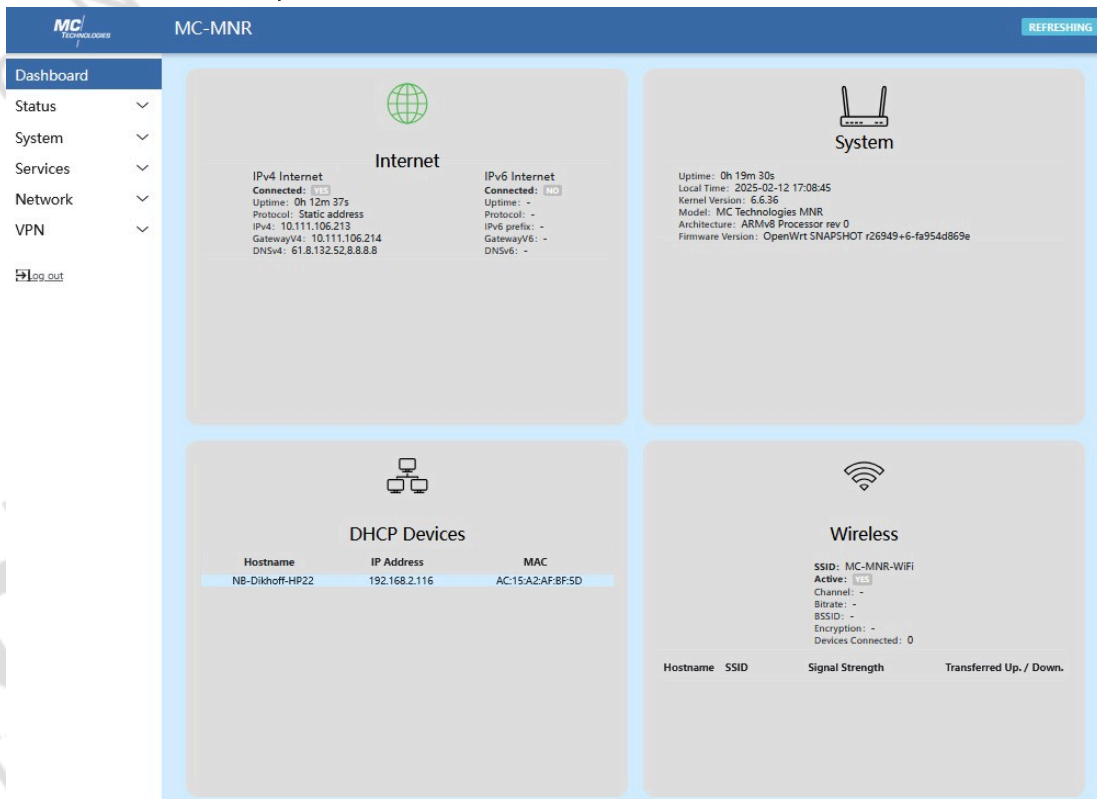 MC
TECHNOLOGIES
MC-MNR
REFRESHING
Dashboard
Status
System
Services
Network
VPN
Log out
Internet
IPv4 Internet
Connected: YES
Uptime: 0h 12m 37s
Protocol: Static address
IPv4: 10.111.106.213
GatewayV4: 10.111.106.214
DNSv4: 61.8.132.52,8.8.8.8
IPv6 Internet
Connected: NO
Uptime: -
Protocol: -
IPv6 prefix: -
GatewayV6: -
DNSv6: -
System
Uptime: 0h 19m 30s
Local Time: 2025-02-12 17:08:45
Kernel Version: 6.6.36
Model: MC Technologies MNR
Architecture: ARMv8 Processor rev 0
Firmware Version: OpenWrt SNAPSHOT r26949+6-fa954d869e
DHCP Devices
Hostname IP Address MAC
NB-Dikhoff-HP22 192.168.2.116 AC:15:A2:AF:BF:5D
Wireless
SSID: MC-MNR-WiFi
Active: YES
Channel: -
Bitrate: -
BSSID: -
Encryption: -
Devices Connected: 0
Hostname SSID Signal Strength Transferred Up. / Down.